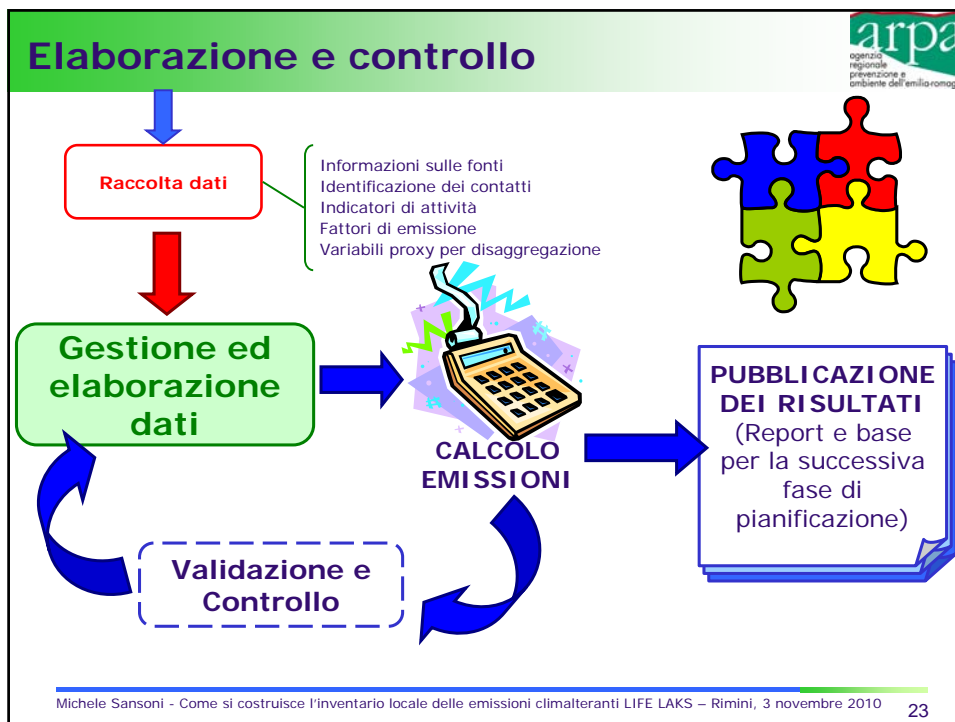 Elaborazione e controllo
arpa
agenzia
regionale
prevenzione e
ambiente dell'emilia-romag
Raccolta dati
Informazioni sulle fonti
Identificazione dei contatti
Indicatori di attività
Fattori di emissione
Variabili proxy per disaggregazione
Gestione ed
elaborazione
dati
CALCOLO
EMISSIONI
PUBBLICAZIONE
DEI RISULTATI
(Report e base
per la successiva
fase di
pianificazione)
Validazione e
Controllo
Michele Sansoni - Come si costruisce l'inventario locale delle emissioni climalteranti LIFE LAKS – Rimini, 3 novembre 2010
23